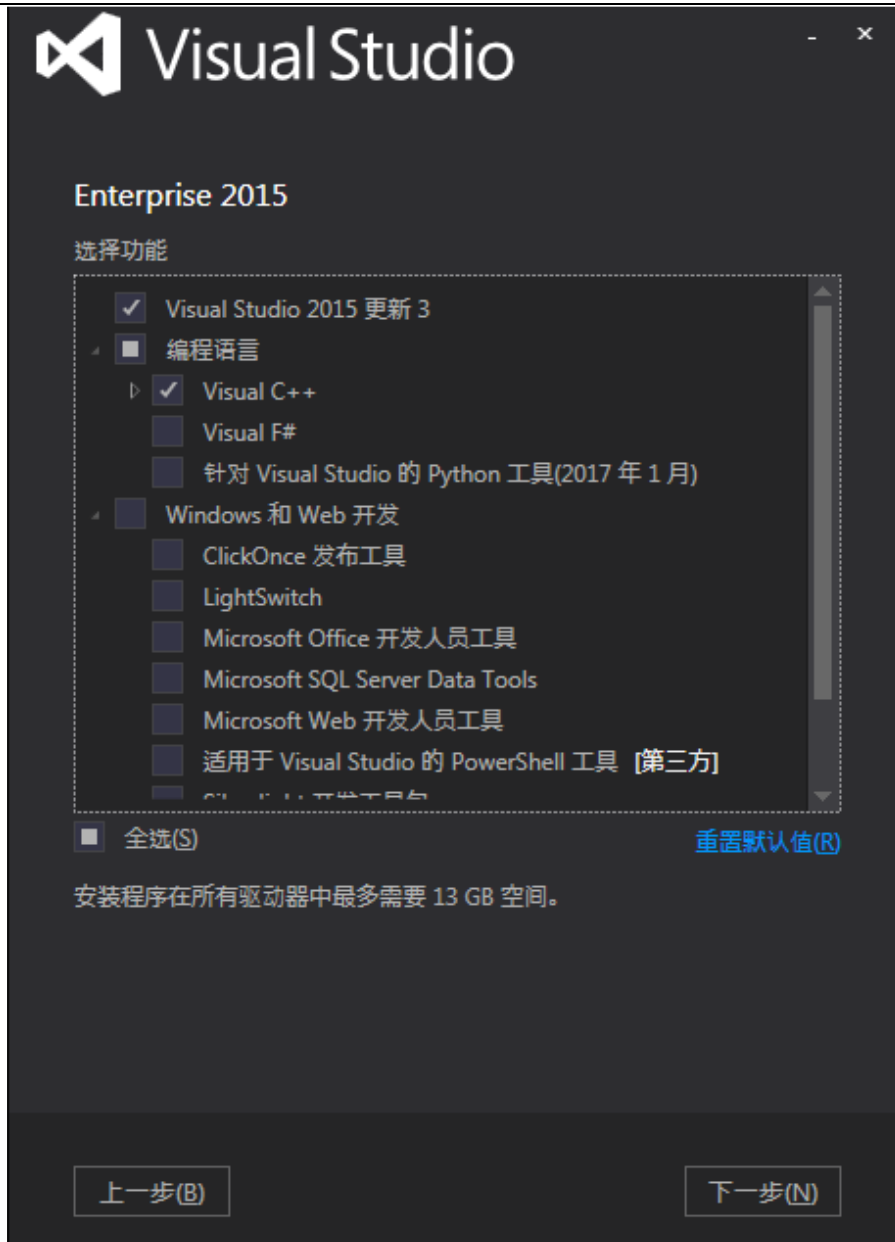 Visual Studio
Enterprise 2015
选择功能
Visual Studio 2015 更新 3
编程语言
Visual C++
Visual F#
针对 Visual Studio 的 Python 工具(2017 年 1 月)
Windows 和 Web 开发
ClickOnce 发布工具
LightSwitch
Microsoft Office 开发人员工具
Microsoft SQL Server Data Tools
Microsoft Web 开发人员工具
适用于 Visual Studio 的 PowerShell 工具 [第三方]
全选(S)
重置默认值(R)
安装程序在所有驱动器中最多需要 13 GB 空间。
上一步(B)
下一步(N)